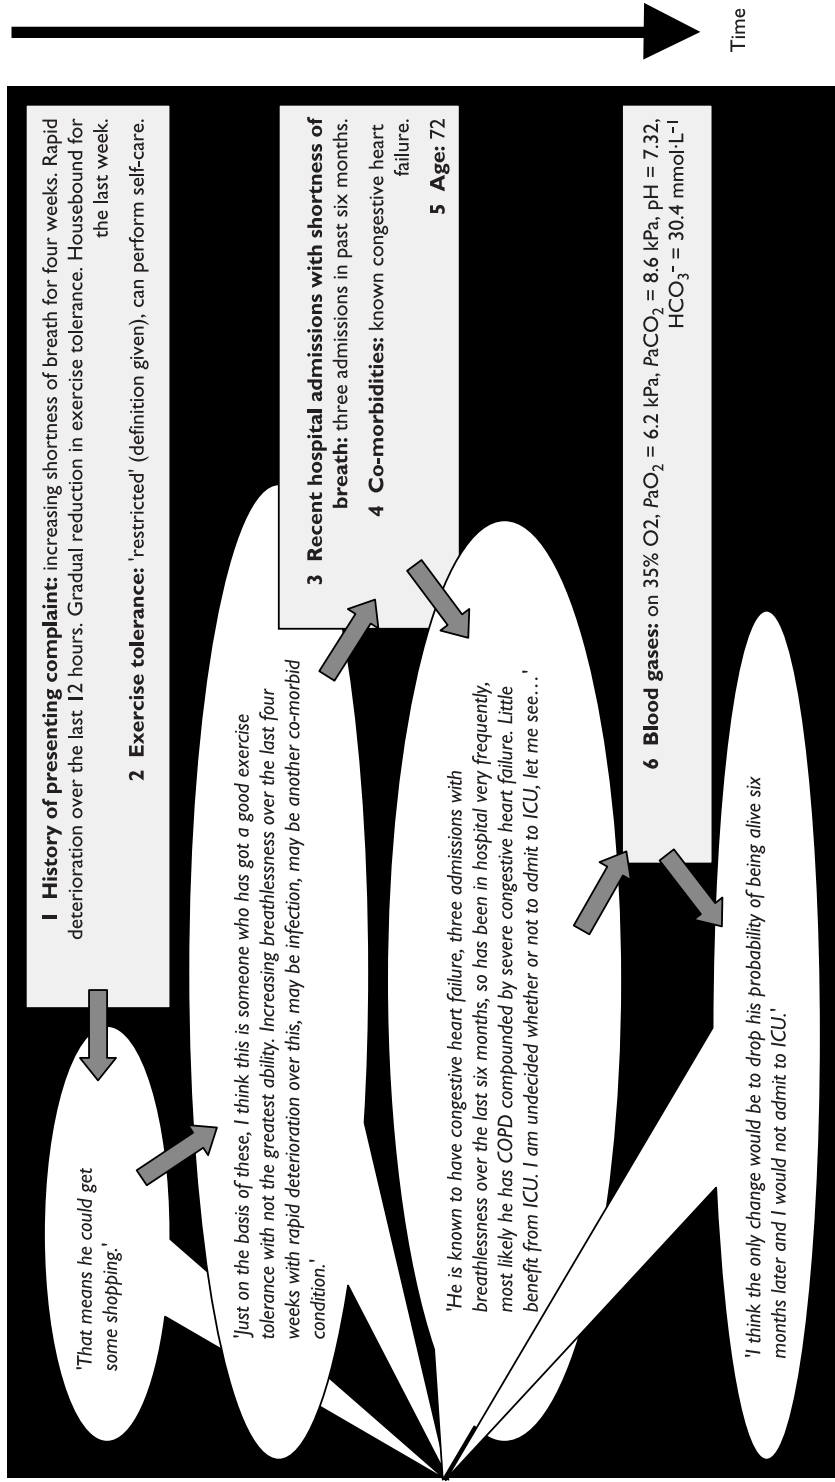 1 History of presenting complaint: increasing shortness of breath for four weeks. Rapid
deterioration over the last 12 hours. Gradual reduction in exercise tolerance. Housebound for
the last week.
2 Exercise tolerance: 'restricted' (definition given), can perform self-care.
'That means he could get
some shopping.'
'Just on the basis of these, I think this is someone who has got a good exercise
tolerance with not the greatest ability. Increasing breathlessness over the last four
weeks with rapid deterioration over this, may be infection, may be another co-morbid
condition.'
3 Recent hospital admissions with shortness of
breath: three admissions in past six months.
4 Co-morbidities: known congestive heart
failure.
5 Age: 72
'He is known to have congestive heart failure, three admissions with
breathlessness over the last six months, so has been in hospital very frequently,
most likely he has COPD compounded by severe congestive heart failure. Little
benefit from ICU. I am undecided whether or not to admit to ICU, let me see…'
6 Blood gases: on 35% O2, PaO₂ = 6.2 kPa, PaCO₂ = 8.6 kPa, pH = 7.32,
HCO₃⁻ = 30.4 mmol·L⁻¹
'I think the only change would be to drop his probability of being alive six
months later and I would not admit to ICU.'
Time